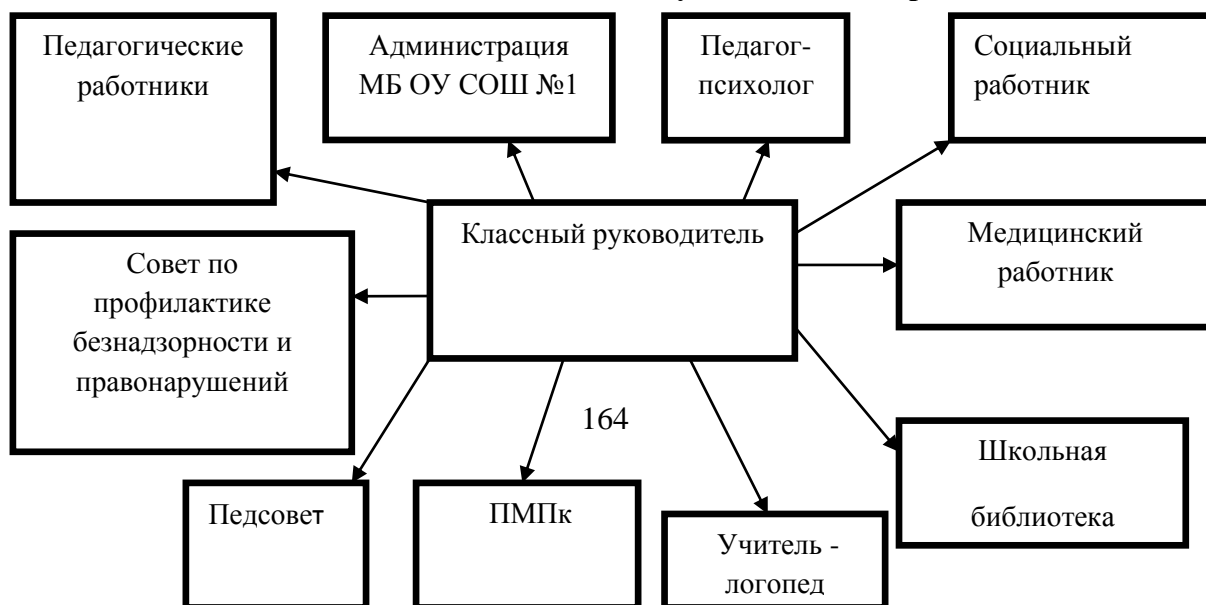 Педагогические
работники
Администрация
МБ ОУ СОШ №1
Педагог-
психолог
Социальный
работник
Классный руководитель
Медицинский
работник
Совет по
профилактике
безнадзорности и
правонарушений
164
Школьная
библиотека
Педсовет
ПМПк
Учитель -
логопед